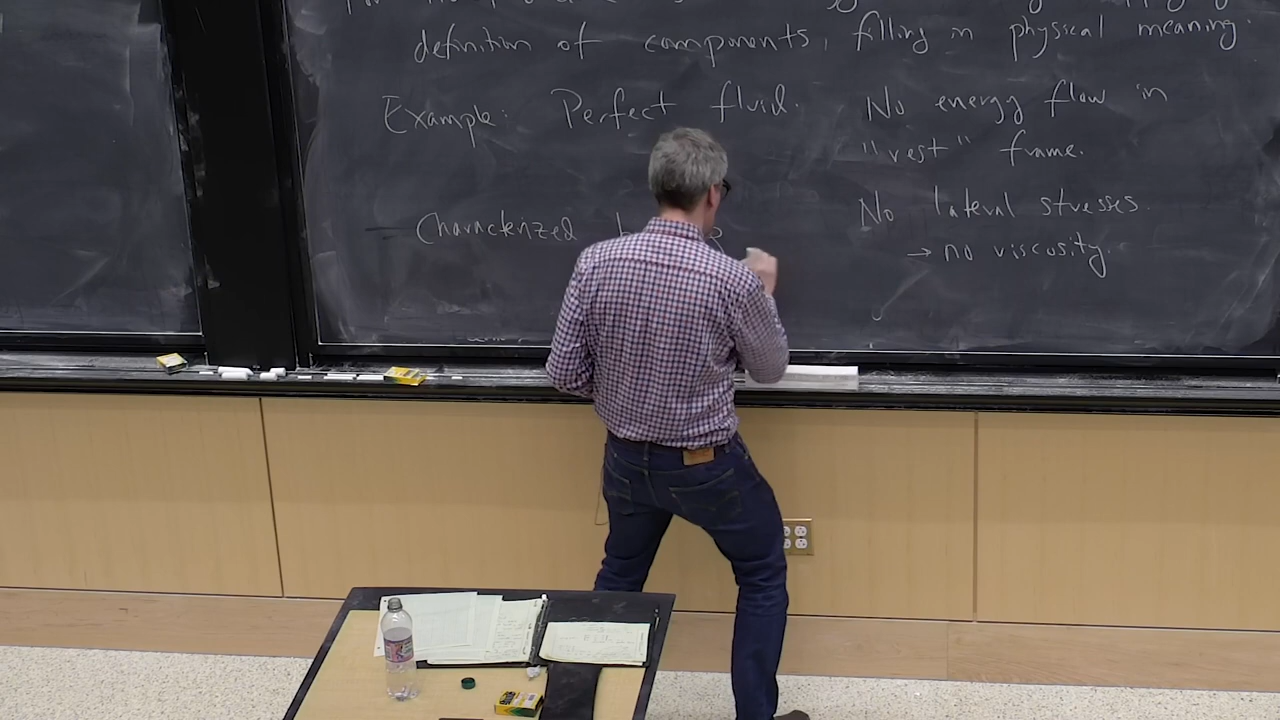 definition of components, filling in physical meaning.
Example: Perfect fluid. No energy flow in
"rest" frame.
Characterized
No lateral stresses.
→ no viscosity.